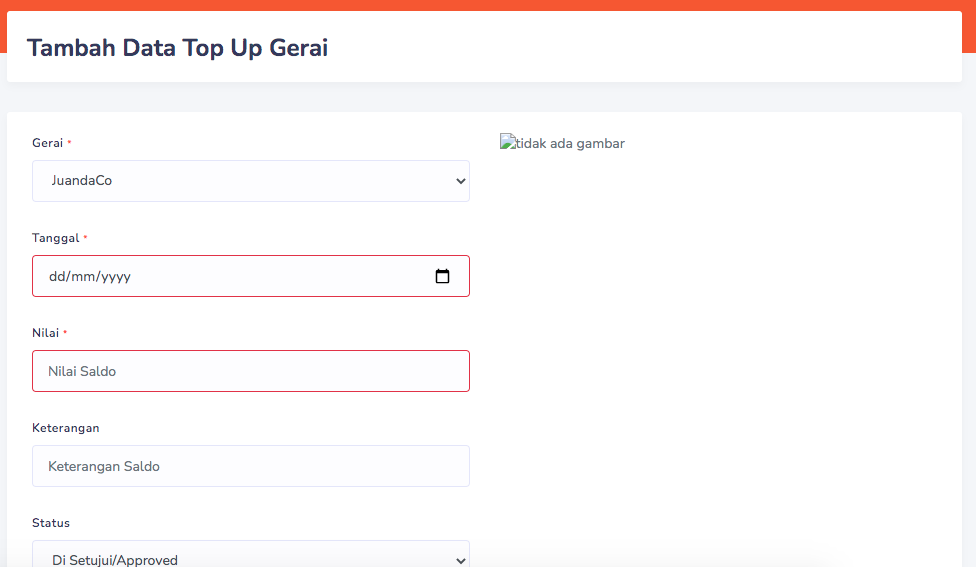 Tambah Data Top Up Gerai
Gerai *
JuandaCo
tidak ada gambar
Tanggal *
dd/mm/yyyy
Nilai *
Nilai Saldo
Keterangan
Keterangan Saldo
Status
Di Setujui/Approved